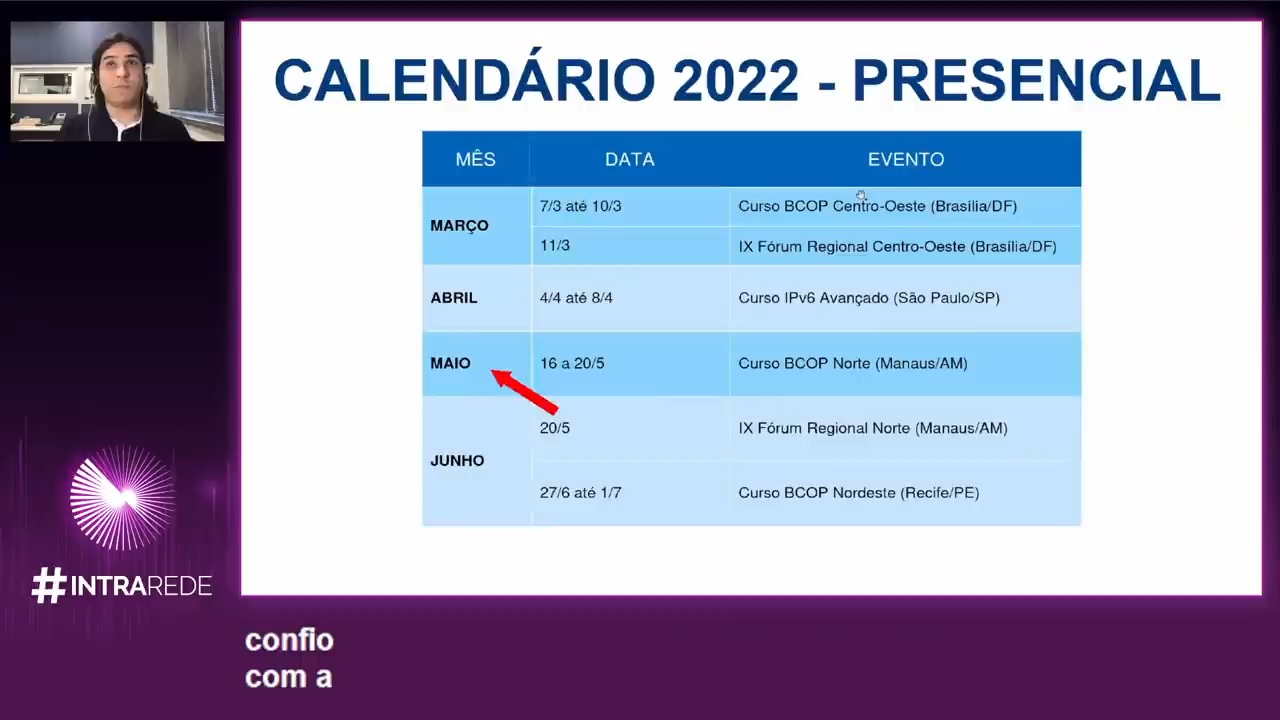 CALENDÁRIO 2022 - PRESENCIAL
MÊS DATA EVENTO
MARÇO
7/3 até 10/3 Curso BCOP Centro-Oeste (Brasília/DF)
11/3 IX Fórum Regional Centro-Oeste (Brasília/DF)
ABRIL 4/4 até 8/4 Curso IPv6 Avançado (São Paulo/SP)
MAIO 16 a 20/5 Curso BCOP Norte (Manaus/AM)
JUNHO
20/5 IX Fórum Regional Norte (Manaus/AM)
27/6 até 1/7 Curso BCOP Nordeste (Recife/PE)
#INTRAREDE
confio
com a